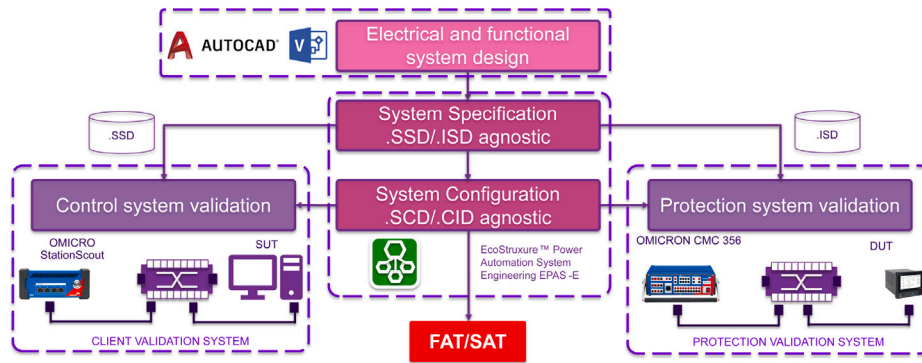 AUTOCAD®
V
Electrical and functional
system design
System Specification
.SSD/.ISD agnostic
.SSD
.ISD
Control system validation
System Configuration
.SCD/.CID agnostic
Protection system validation
OMICRO
StationScout
SUT
EcoStruxure™ Power
Automation System
Engineering EPAS -E
OMICRON CMC 356
DUT
CLIENT VALIDATION SYSTEM
FAT/SAT
PROTECTION VALIDATION SYSTEM